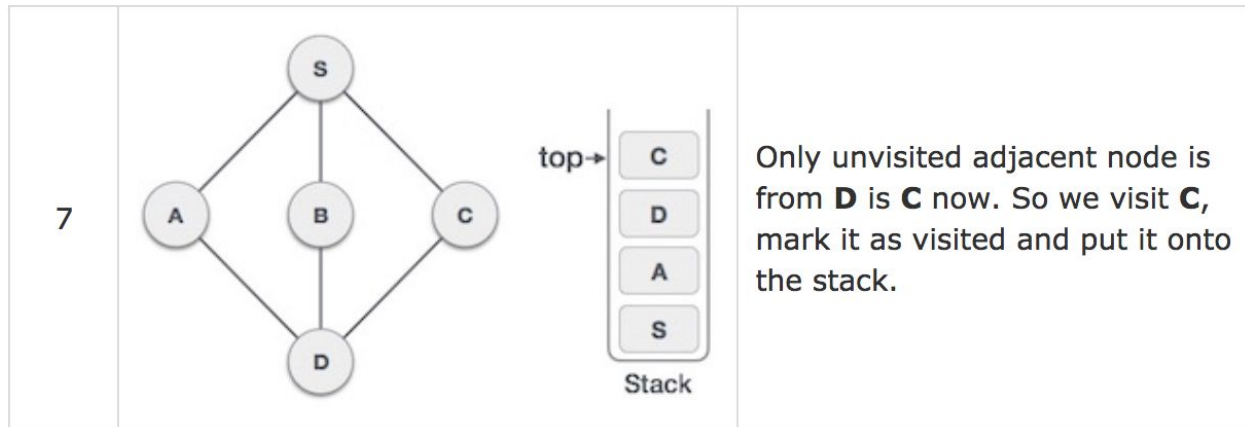 7
S
A
B
C
D
top
C
D
A
S
Stack
Only unvisited adjacent node is
from D is C now. So we visit C,
mark it as visited and put it onto
the stack.